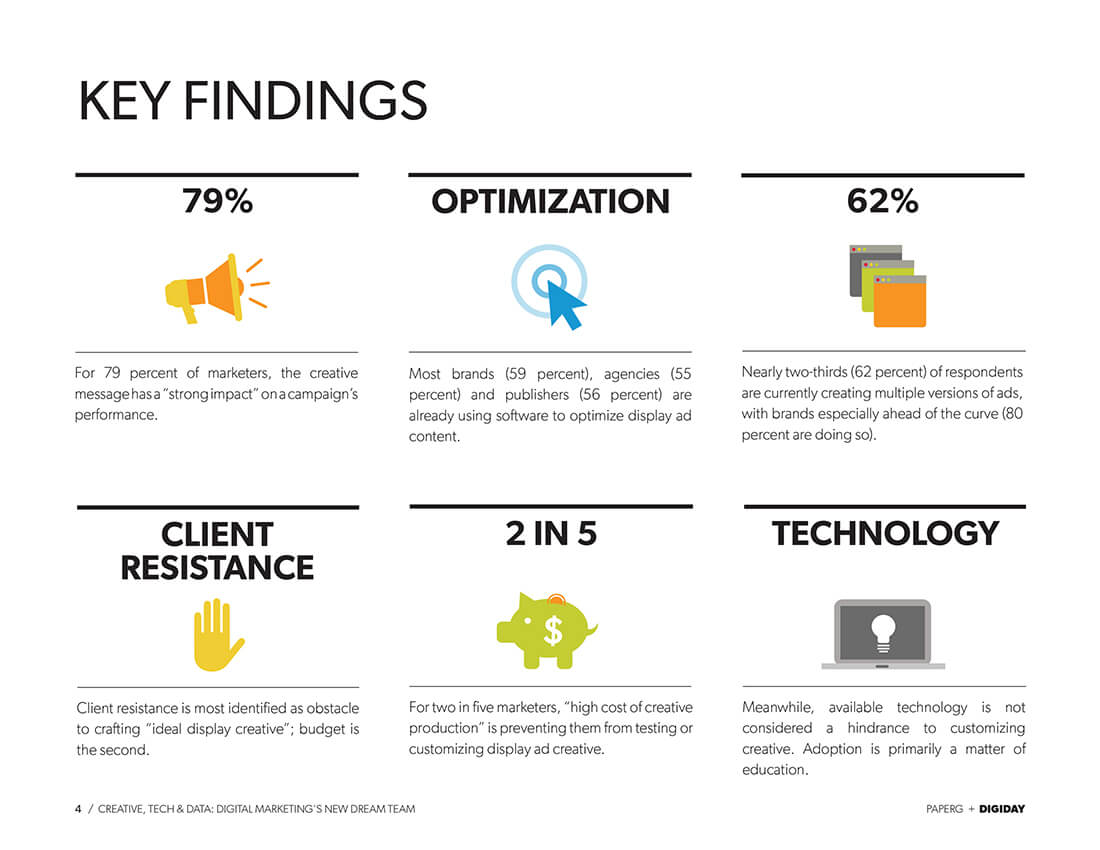 KEY FINDINGS
79%
For 79 percent of marketers, the creative
message has a “strong impact” on a campaign’s
performance.
OPTIMIZATION
Most brands (59 percent), agencies (55
percent) and publishers (56 percent) are
already using software to optimize display ad
content.
62%
Nearly two-thirds (62 percent) of respondents
are currently creating multiple versions of ads,
with brands especially ahead of the curve (80
percent are doing so).
CLIENT
RESISTANCE
Client resistance is most identified as obstacle
to crafting “ideal display creative”; budget is
the second.
2 IN 5
$
For two in five marketers, “high cost of creative
production” is preventing them from testing or
customizing display ad creative.
TECHNOLOGY
Meanwhile, available technology is not
considered a hindrance to customizing
creative. Adoption is primarily a matter of
education.
4 / CREATIVE, TECH & DATA: DIGITAL MARKETING’S NEW DREAM TEAM
PAPERG + DIGIDAY